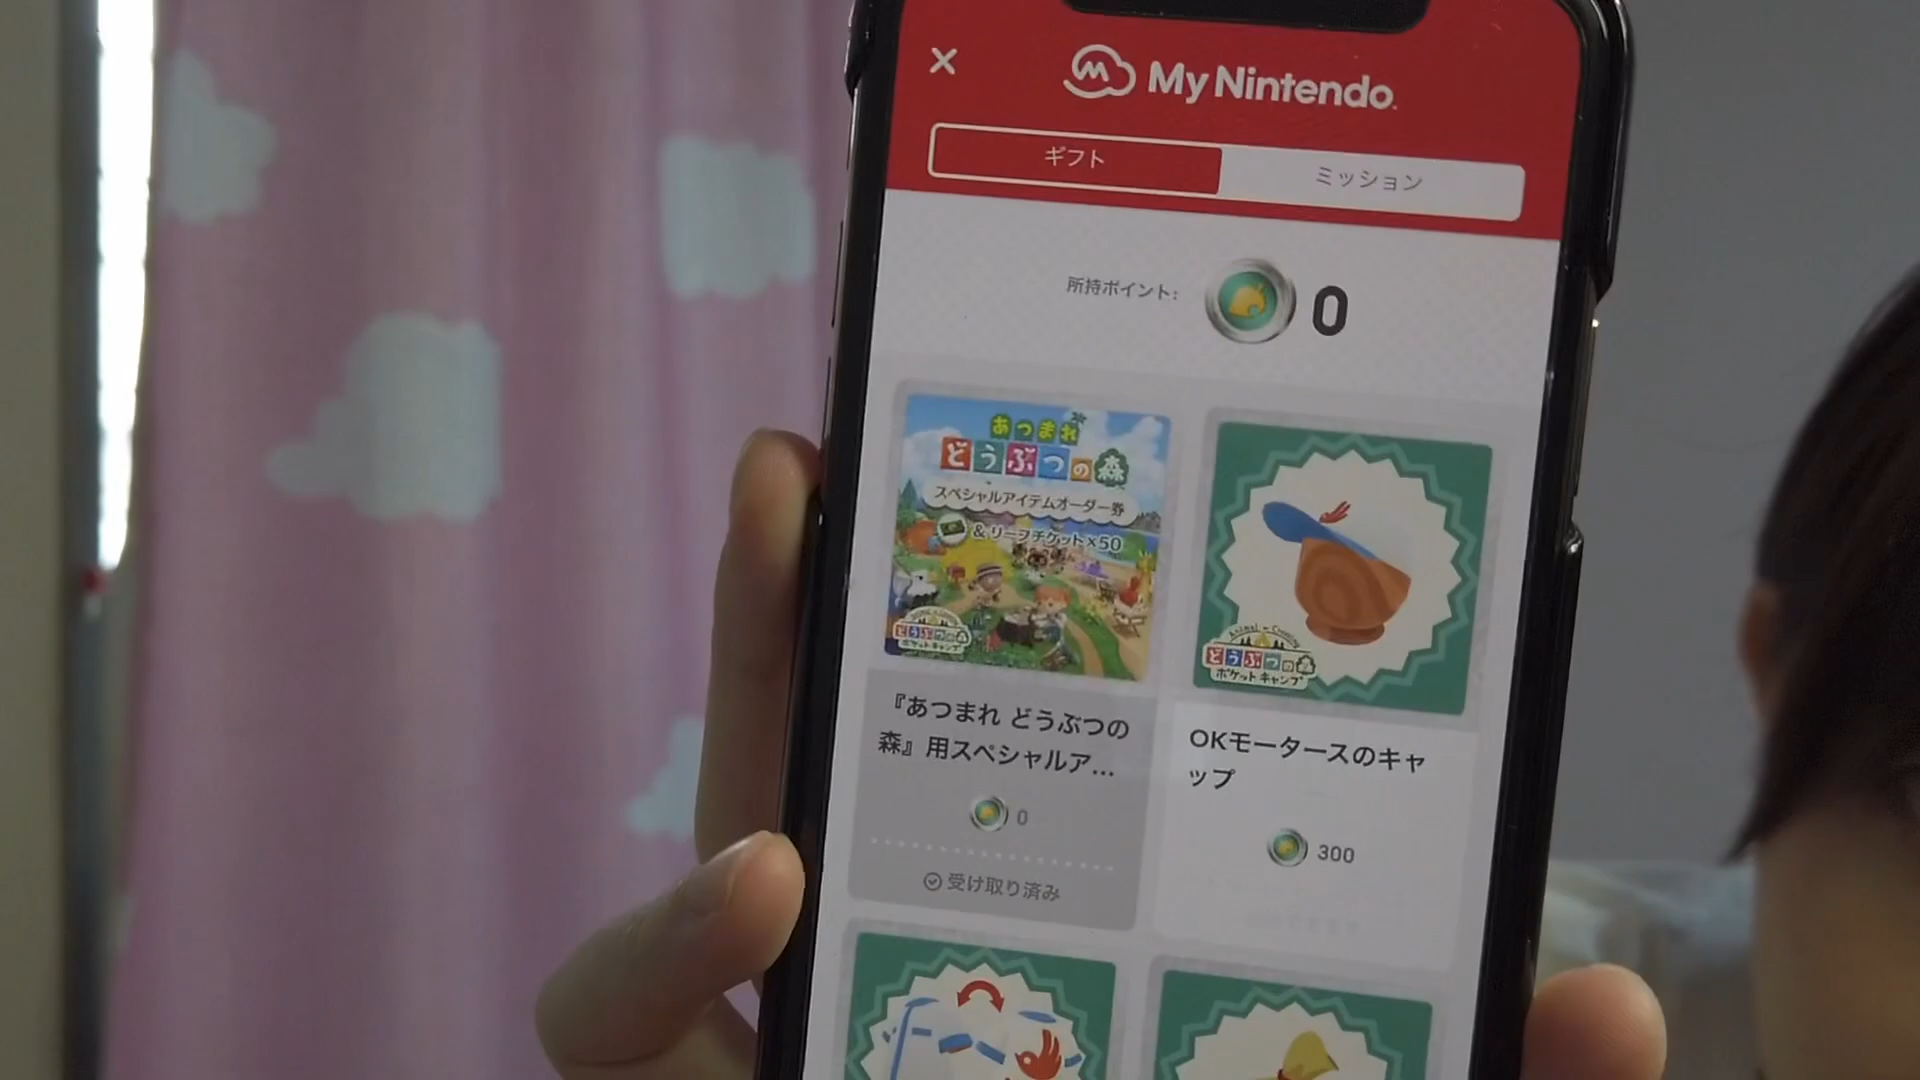 ×
My Nintendo
ギフト
ミッション
所持ポイント:
0
あつまれ
どうぶつの森
スペシャルアイテムオーダー券
&リーフチケット×50
どうぶつの森
ポケットキャンプ
『あつまれ どうぶつの
森』用スペシャルア...
0
受け取り済み
Animal Crossing
どうぶつの森
ポケットキャンプ
OKモータースのキャ
ップ
300